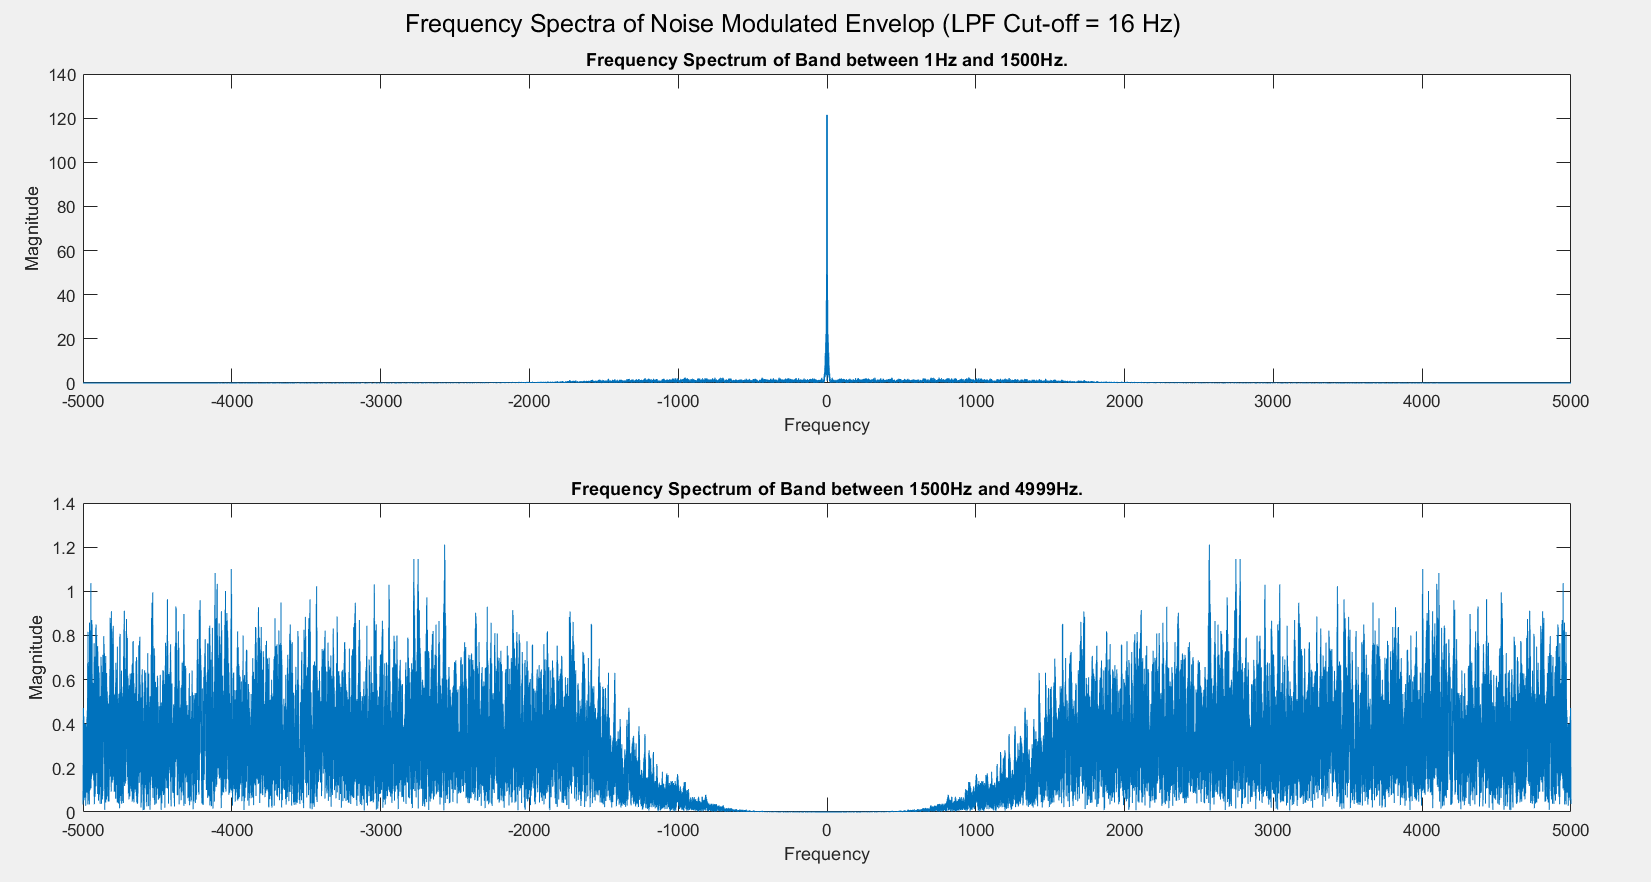 Frequency Spectra of Noise Modulated Envelop (LPF Cut-off = 16 Hz)
Frequency Spectrum of Band between 1Hz and 1500Hz.
140
120
100
80
60
40
20
0
Magnitude
-5000 -4000 -3000 -2000 -1000 0 1000 2000 3000 4000 5000
Frequency
Frequency Spectrum of Band between 1500Hz and 4999Hz.
1.4
1.2
1
0.8
0.6
0.4
0.2
0
Magnitude
-5000 -4000 -3000 -2000 -1000 0 1000 2000 3000 4000 5000
Frequency